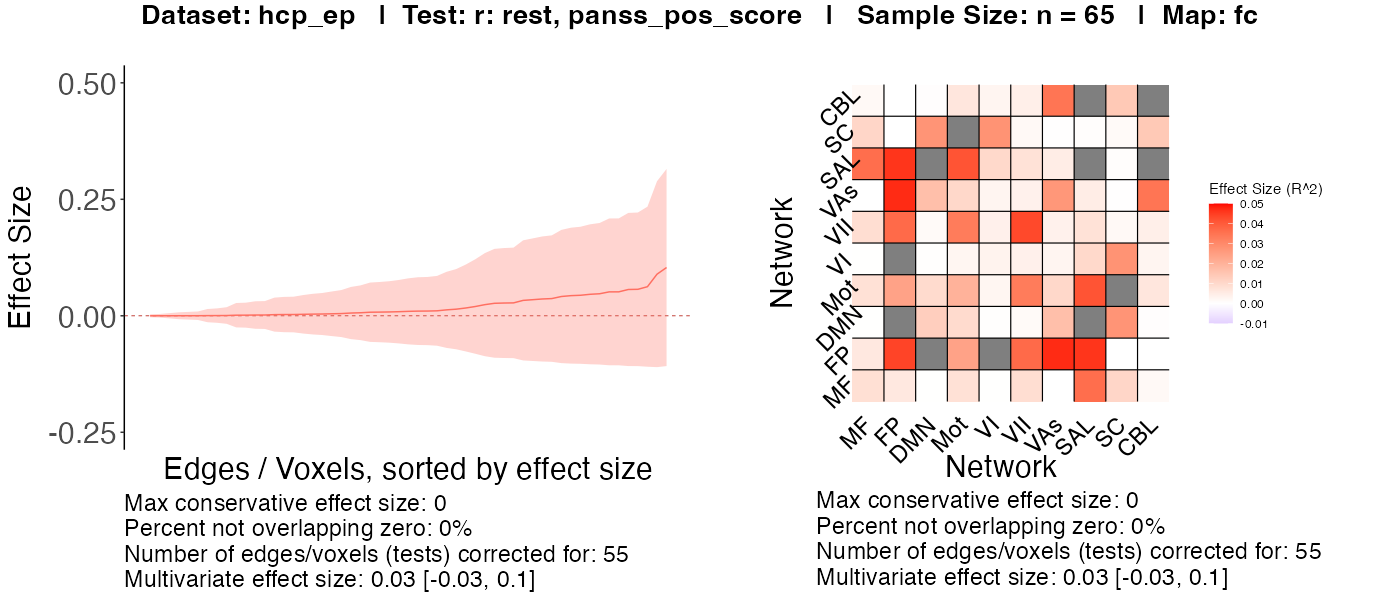 Dataset: hcp_ep | Test: r: rest, panss_pos_score | Sample Size: n = 65 | Map: fc
0.50
0.25
0.00
-0.25
Effect Size
Edges / Voxels, sorted by effect size
Max conservative effect size: 0
Percent not overlapping zero: 0%
Number of edges/voxels (tests) corrected for: 55
Multivariate effect size: 0.03 [-0.03, 0.1]
Network
CBL
SC
SAL
VAs
VII
VI
Mot
DMN
FP
MF
MF
FP
DMN
Mot
VI
VII
VAs
SAL
SC
CBL
Network
Effect Size (R^2)
0.05
0.04
0.03
0.02
0.01
0.00
-0.01
Max conservative effect size: 0
Percent not overlapping zero: 0%
Number of edges/voxels (tests) corrected for: 55
Multivariate effect size: 0.03 [-0.03, 0.1]